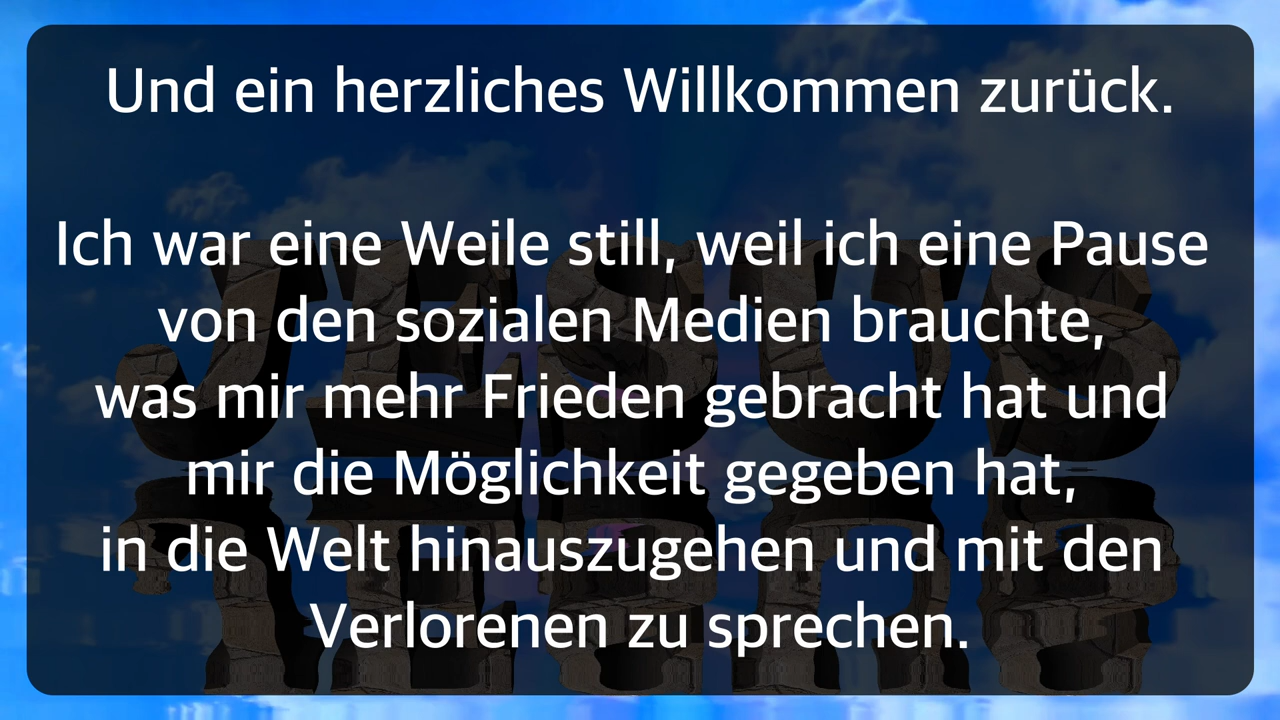 Und ein herzliches Willkommen zurück.
Ich war eine Weile still, weil ich eine Pause
von den sozialen Medien brauchte,
was mir mehr Frieden gebracht hat und
mir die Möglichkeit gegeben hat,
in die Welt hinauszugehen und mit den
Verlorenen zu sprechen.
JESUS